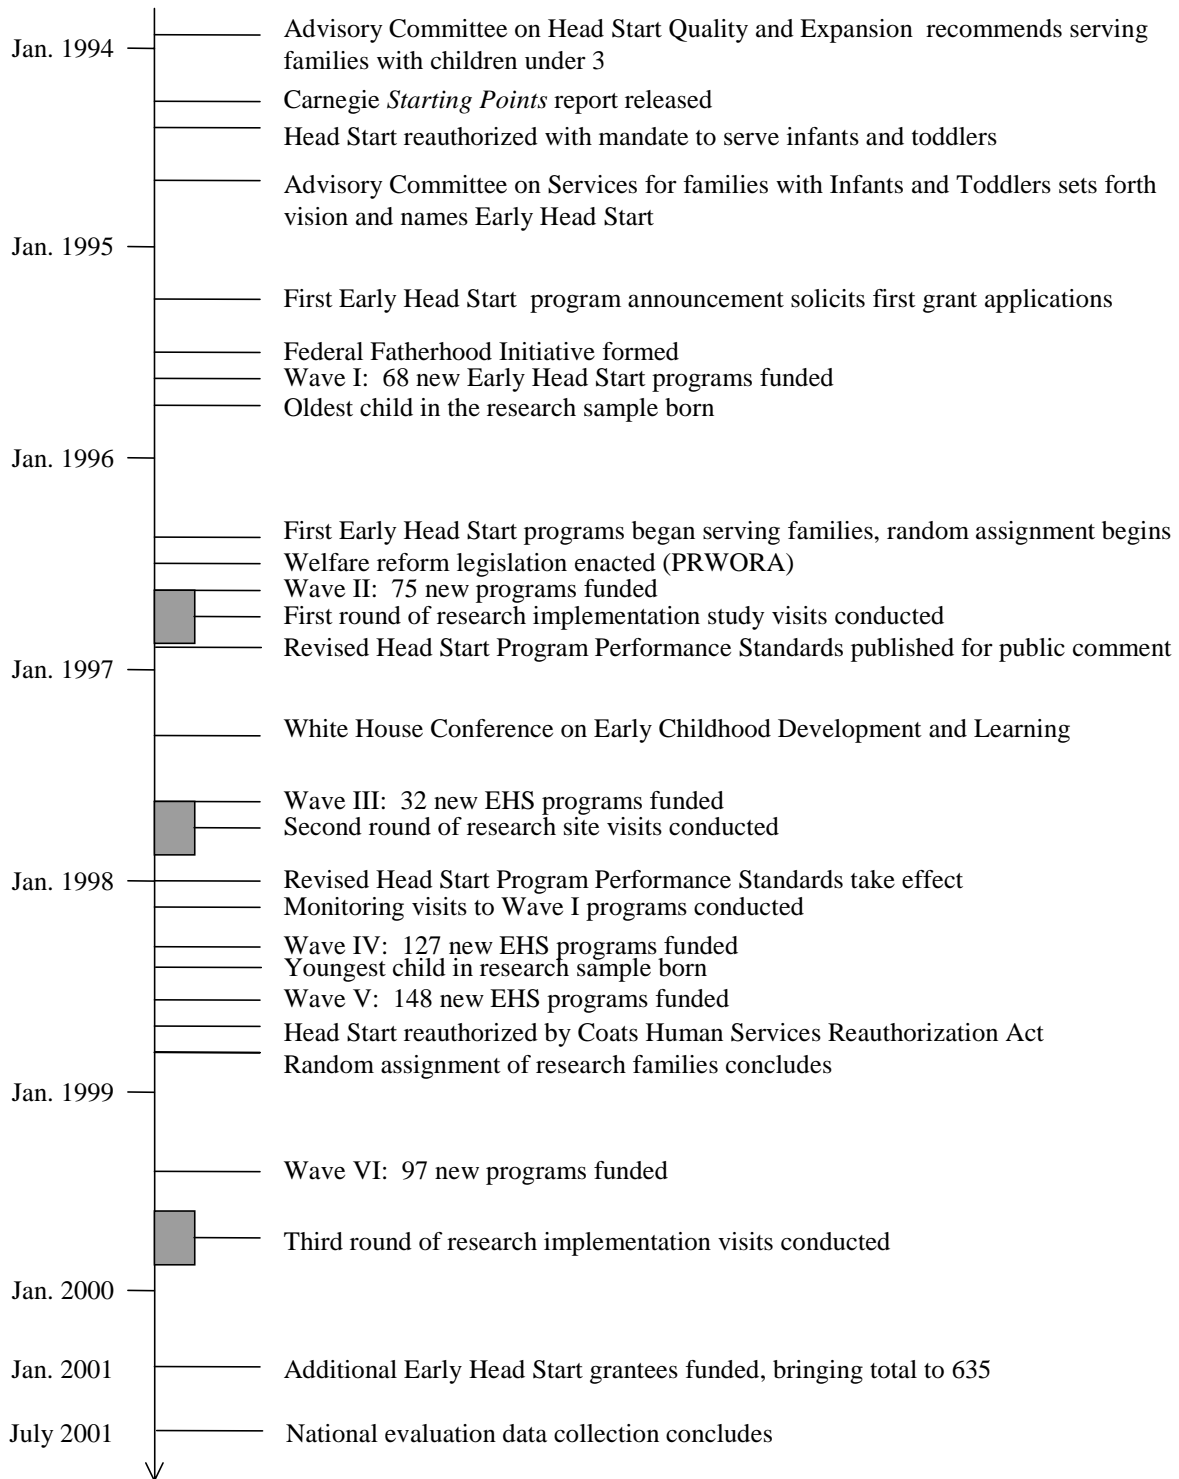 Jan. 1994
Advisory Committee on Head Start Quality and Expansion recommends serving
families with children under 3
Carnegie Starting Points report released
Head Start reauthorized with mandate to serve infants and toddlers
Advisory Committee on Services for families with Infants and Toddlers sets forth
vision and names Early Head Start
Jan. 1995
First Early Head Start program announcement solicits first grant applications
Federal Fatherhood Initiative formed
Wave I: 68 new Early Head Start programs funded
Oldest child in the research sample born
Jan. 1996
First Early Head Start programs began serving families, random assignment begins
Welfare reform legislation enacted (PRWORA)
Wave II: 75 new programs funded
First round of research implementation study visits conducted
Revised Head Start Program Performance Standards published for public comment
Jan. 1997
White House Conference on Early Childhood Development and Learning
Wave III: 32 new EHS programs funded
Second round of research site visits conducted
Jan. 1998
Revised Head Start Program Performance Standards take effect
Monitoring visits to Wave I programs conducted
Wave IV: 127 new EHS programs funded
Youngest child in research sample born
Wave V: 148 new EHS programs funded
Head Start reauthorized by Coats Human Services Reauthorization Act
Random assignment of research families concludes
Jan. 1999
Wave VI: 97 new programs funded
Third round of research implementation visits conducted
Jan. 2000
Jan. 2001
Additional Early Head Start grantees funded, bringing total to 635
July 2001
National evaluation data collection concludes